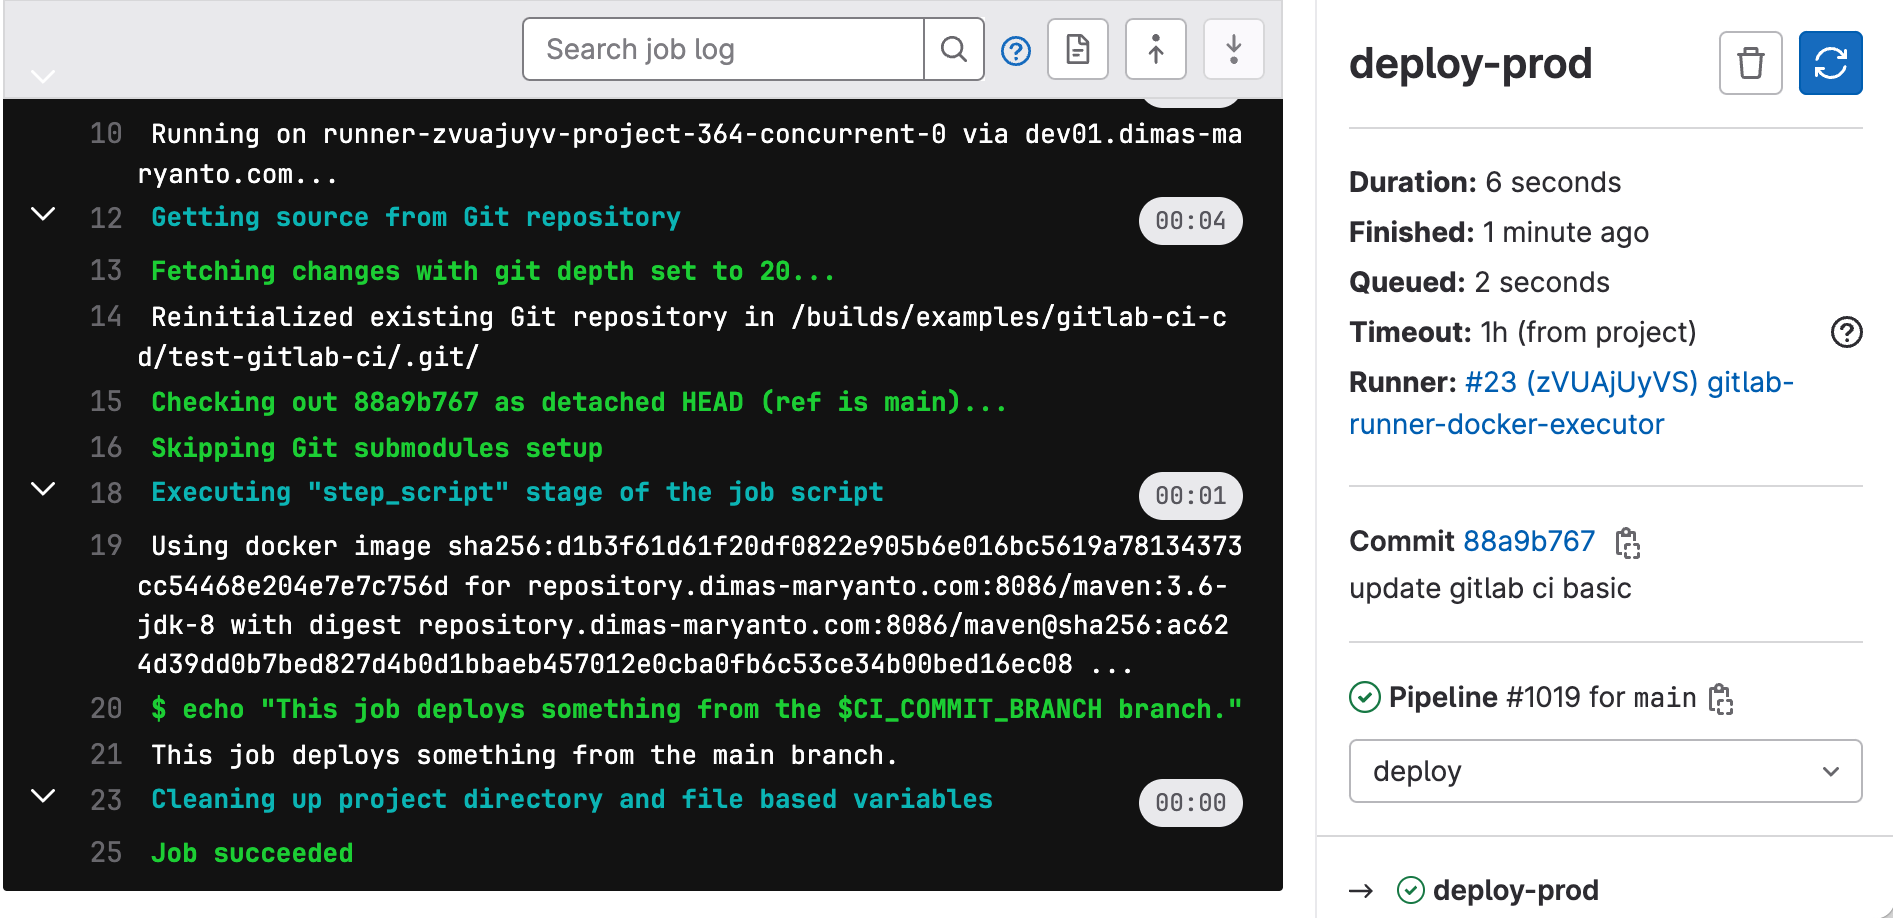 Search job log
10 Running on runner-zvuajuyv-project-364-concurrent-0 via dev01.dimas-ma
ryanto.com...
12 Getting source from Git repository 00:04
13 Fetching changes with git depth set to 20...
14 Reinitialized existing Git repository in /builds/examples/gitlab-ci-c
d/test-gitlab-ci/.git/
15 Checking out 88a9b767 as detached HEAD (ref is main)...
16 Skipping Git submodules setup
18 Executing "step_script" stage of the job script 00:01
19 Using docker image sha256:d1b3f61d61f20df0822e905b6e016bc5619a78134373
cc54468e204e7e7c756d for repository.dimas-maryanto.com:8086/maven:3.6-
jdk-8 with digest repository.dimas-maryanto.com:8086/maven@sha256:ac62
4d39dd0b7bed827d4b0d1bbaeb457012e0cba0fb6c53ce34b00bed16ec08 ...
20 $ echo "This job deploys something from the $CI_COMMIT_BRANCH branch."
21 This job deploys something from the main branch.
23 Cleaning up project directory and file based variables 00:00
25 Job succeeded
deploy-prod
Duration: 6 seconds
Finished: 1 minute ago
Queued: 2 seconds
Timeout: 1h (from project)
Runner: #23 (zVUAjUyVS) gitlab-
runner-docker-executor
Commit 88a9b767
update gitlab ci basic
Pipeline #1019 for main
deploy
→ deploy-prod